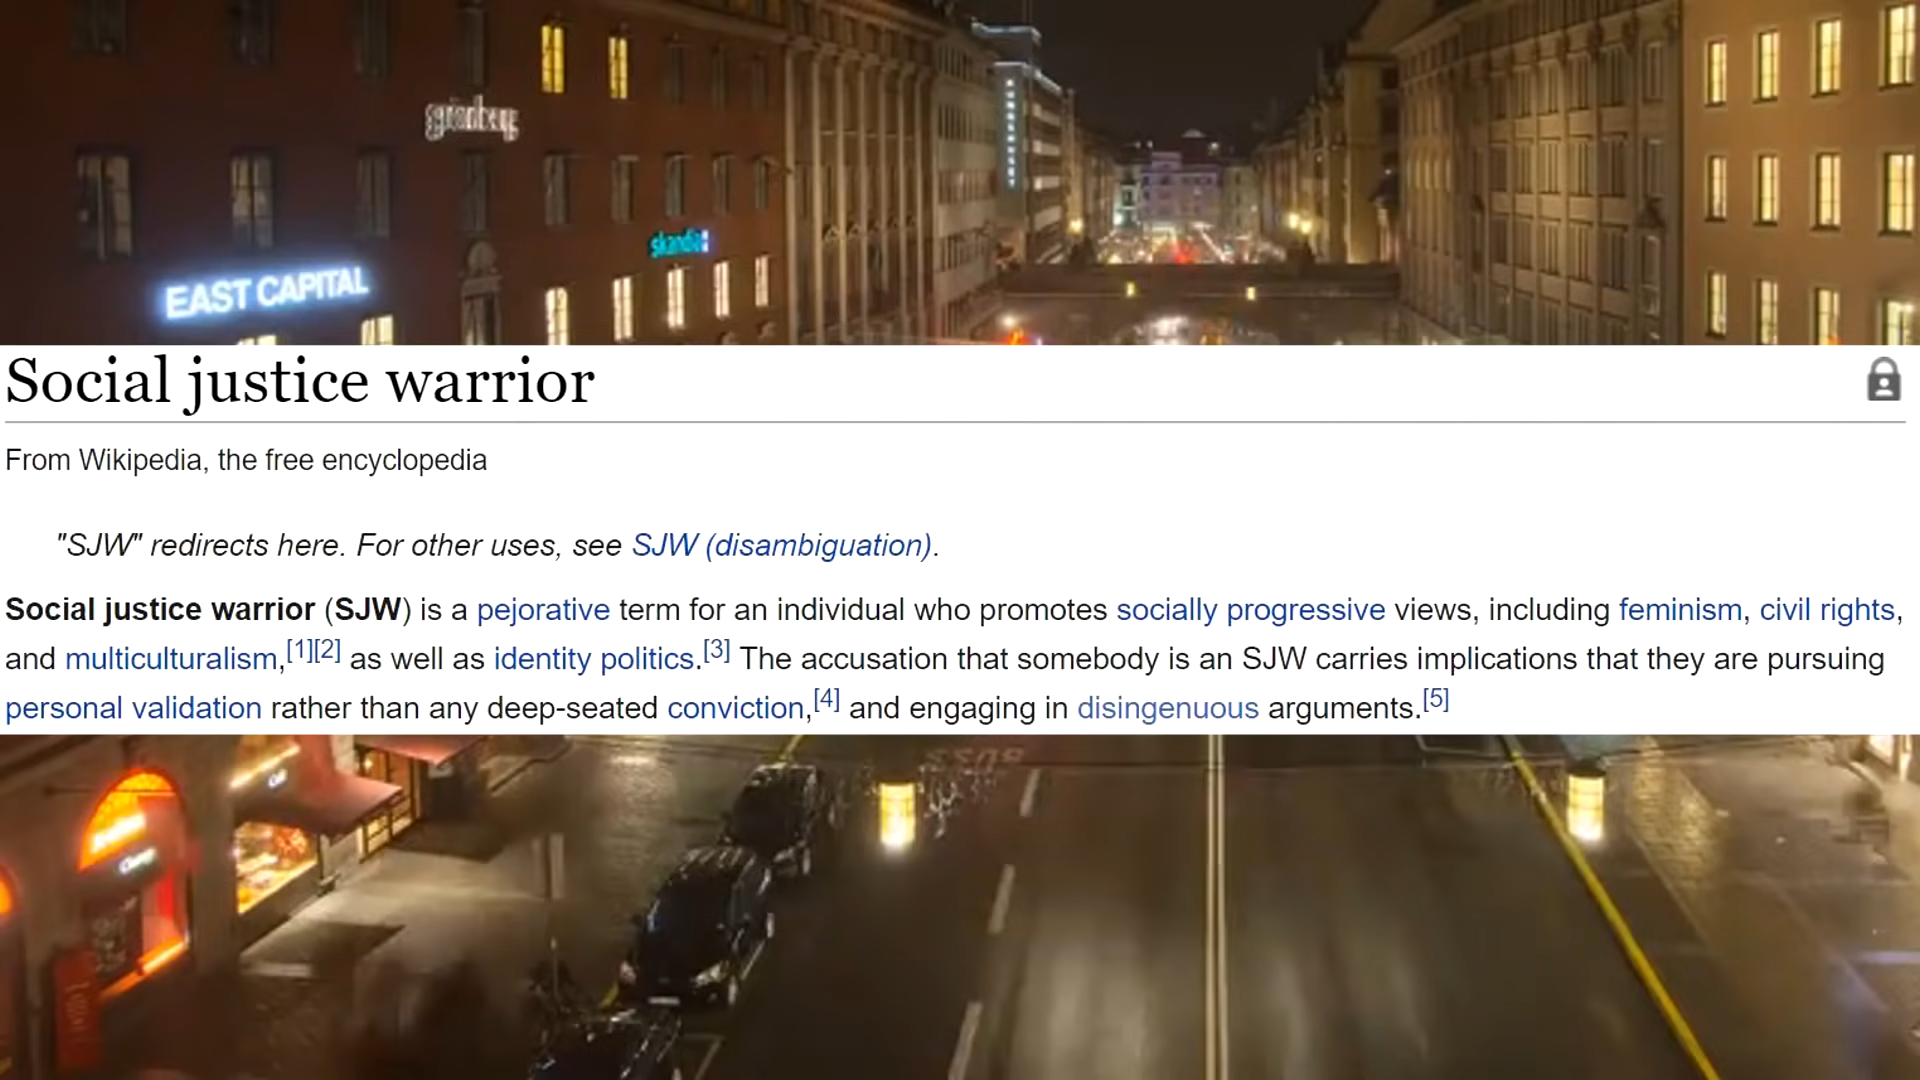 grönberg
skandia
EAST CAPITAL
Social justice warrior
From Wikipedia, the free encyclopedia
"SJW" redirects here. For other uses, see SJW (disambiguation).
Social justice warrior (SJW) is a pejorative term for an individual who promotes socially progressive views, including feminism, civil rights,
and multiculturalism,[1][2] as well as identity politics.[3] The accusation that somebody is an SJW carries implications that they are pursuing
personal validation rather than any deep-seated conviction,[4] and engaging in disingenuous arguments.[5]